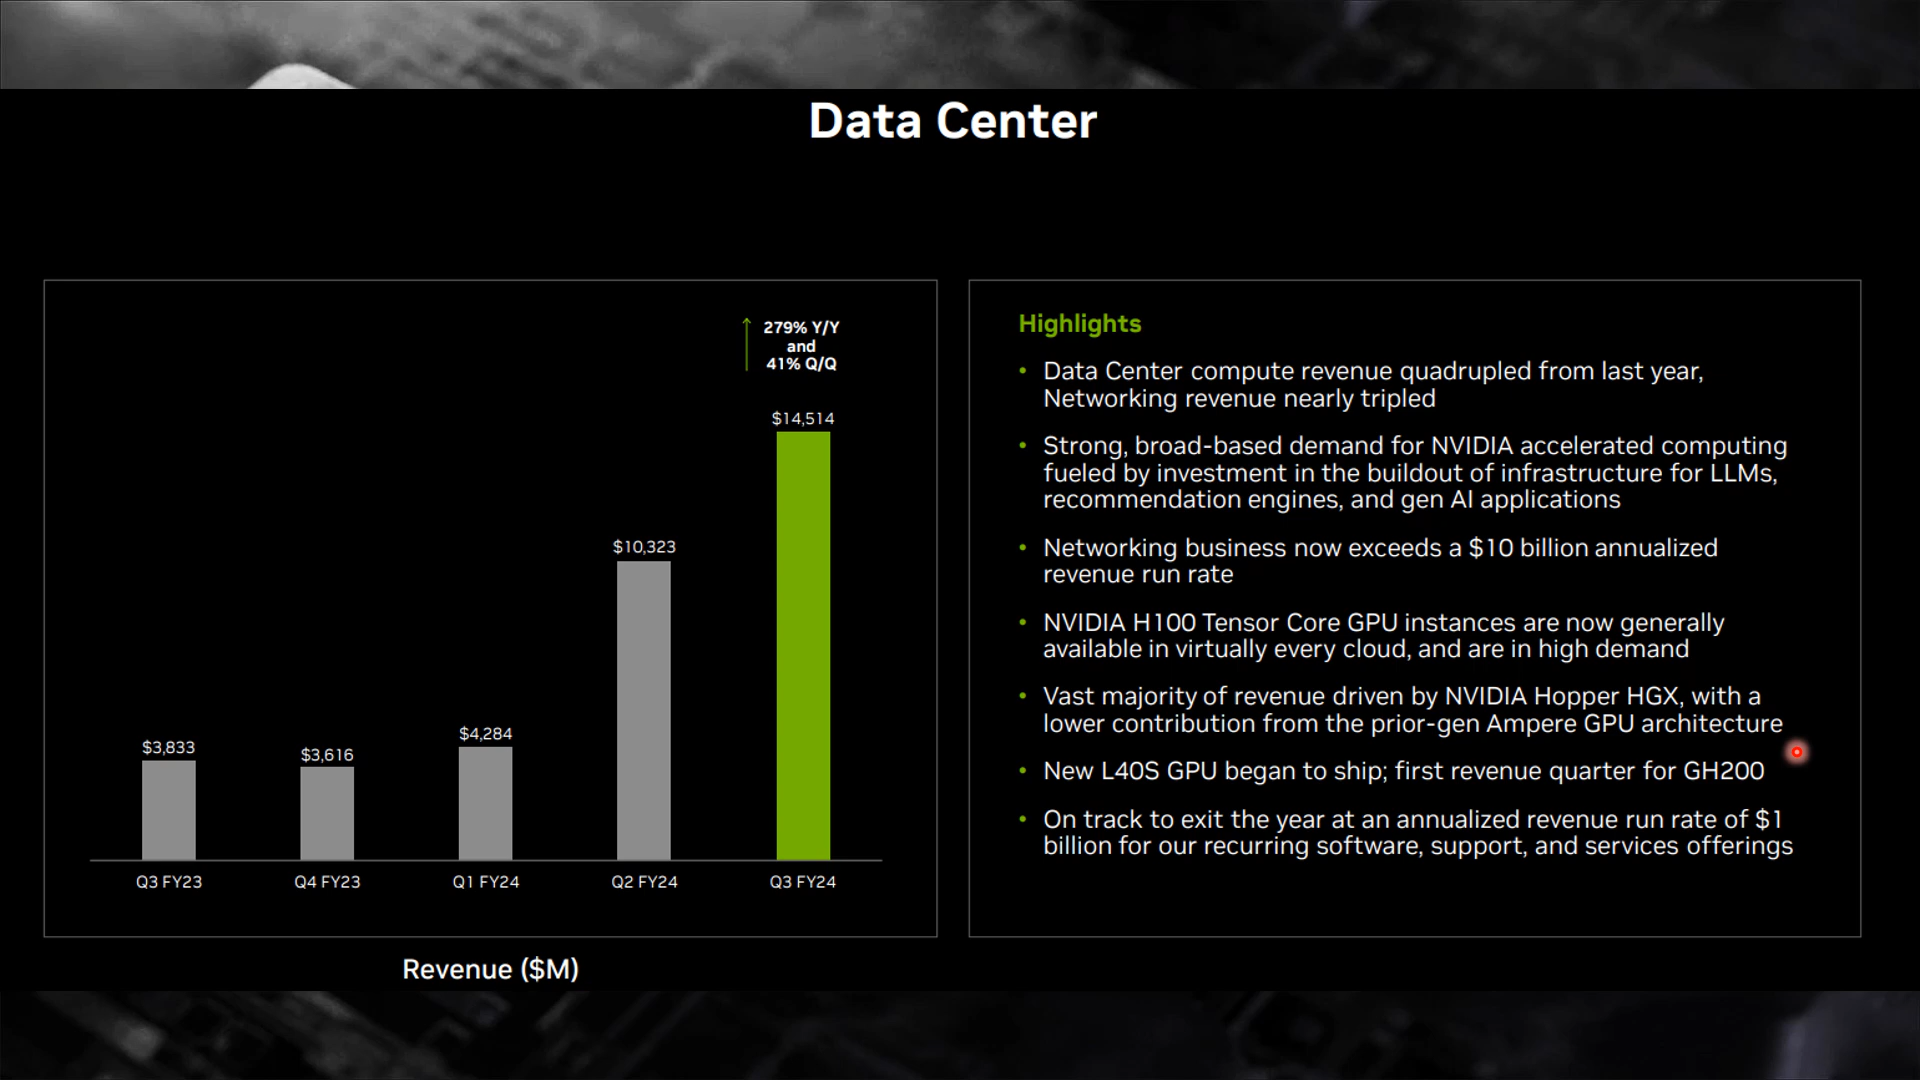 Data Center
279% Y/Y
and
41% Q/Q
$14,514
$10,323
$4,284
$3,833
$3,616
Q3 FY23
Q4 FY23
Q1 FY24
Q2 FY24
Q3 FY24
Revenue ($M)
Highlights
• Data Center compute revenue quadrupled from last year,
Networking revenue nearly tripled
• Strong, broad-based demand for NVIDIA accelerated computing
fueled by investment in the buildout of infrastructure for LLMs,
recommendation engines, and gen AI applications
• Networking business now exceeds a $10 billion annualized
revenue run rate
• NVIDIA H100 Tensor Core GPU instances are now generally
available in virtually every cloud, and are in high demand
• Vast majority of revenue driven by NVIDIA Hopper HGX, with a
lower contribution from the prior-gen Ampere GPU architecture
• New L40S GPU began to ship; first revenue quarter for GH200
• On track to exit the year at an annualized revenue run rate of $1
billion for our recurring software, support, and services offerings